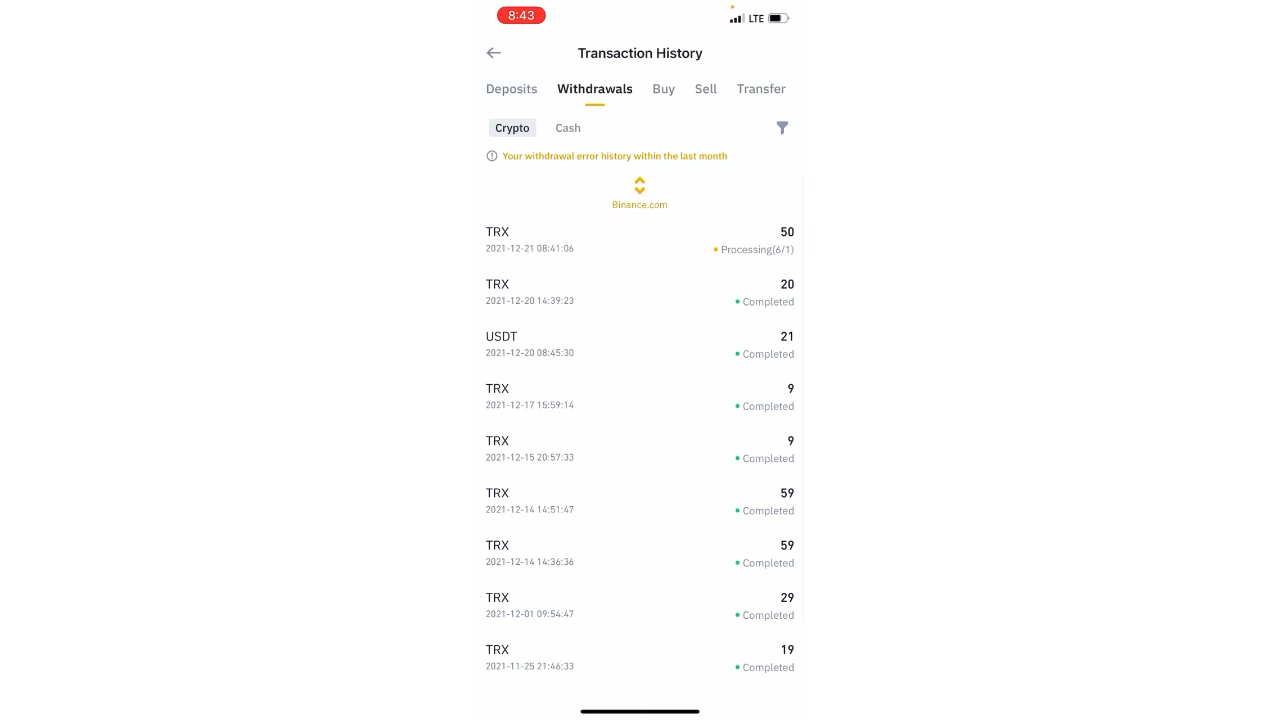 8:43 LTE
Transaction History
Deposits Withdrawals Buy Sell Transfer
Crypto Cash
Your withdrawal error history within the last month
Binance.com
TRX 50
2021-12-21 08:41:06 Processing(6/1)
TRX 20
2021-12-20 14:39:23 Completed
USDT 21
2021-12-20 08:45:30 Completed
TRX 9
2021-12-17 15:59:14 Completed
TRX 9
2021-12-15 20:57:33 Completed
TRX 59
2021-12-14 14:51:47 Completed
TRX 59
2021-12-14 14:36:36 Completed
TRX 29
2021-12-01 09:54:47 Completed
TRX 19
2021-11-25 21:46:33 Completed